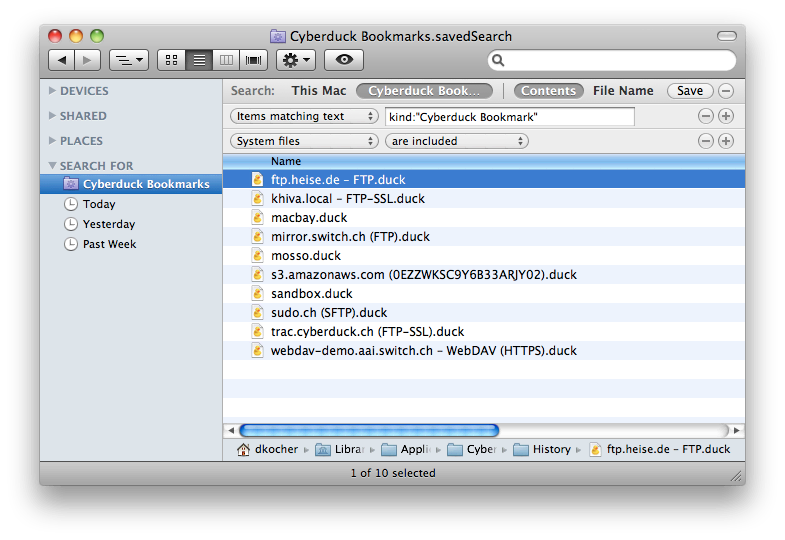 Cyberduck Bookmarks.savedSearch
DEVICES
SHARED
PLACES
SEARCH FOR
Cyberduck Bookmarks
Today
Yesterday
Past Week
Search: This Mac Cyberduck Book... Contents File Name Save
Items matching text kind:"Cyberduck Bookmark"
System files are included
Name
ftp.heise.de – FTP.duck
khiva.local – FTP-SSL.duck
macbay.duck
mirror.switch.ch (FTP).duck
mosso.duck
s3.amazonaws.com (0EZZWKSC9Y6B33ARJY02).duck
sandbox.duck
sudo.ch (SFTP).duck
trac.cyberduck.ch (FTP-SSL).duck
webdav-demo.aai.switch.ch – WebDAV (HTTPS).duck
dkocher Libra Appli Cyber History ftp.heise.de – FTP.duck
1 of 10 selected